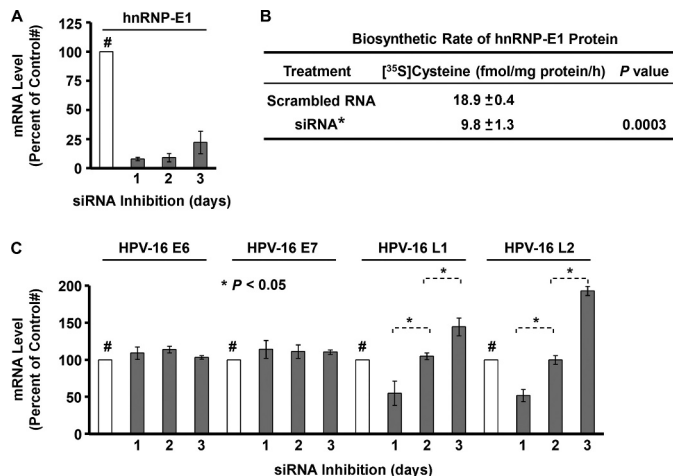 A
hnRNP-E1
mRNA Level
(Percent of Control#)
125
100
75
50
25
0
#
1 2 3
siRNA Inhibition (days)
B
Biosynthetic Rate of hnRNP-E1 Protein
Treatment [³⁵S]Cysteine (fmol/mg protein/h) P value
Scrambled RNA 18.9 ±0.4
siRNA* 9.8 ±1.3 0.0003
C
HPV-16 E6 HPV-16 E7 HPV-16 L1 HPV-16 L2
mRNA Level
(Percent of Control#)
200
150
100
50
0
* P < 0.05
# # # #
* * * *
1 2 3 1 2 3 1 2 3 1 2 3
siRNA Inhibition (days)